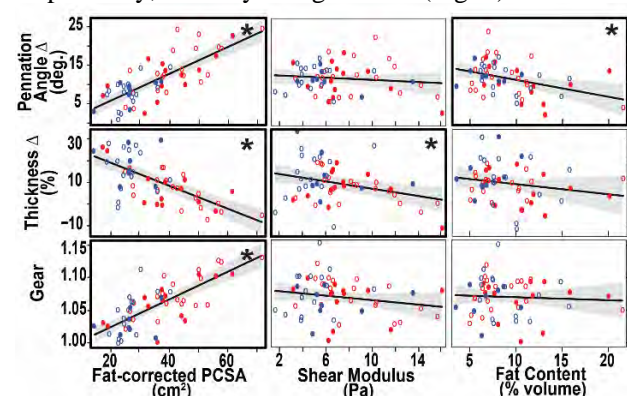 Pennation
Angle Δ
(deg.)
25
15
5
*
*
Thickness Δ
(%)
30
10
−10
*
*
Gear
1.15
1.10
1.05
1.00
*
20 40 60
2 6 10 14
5 10 15 20
Fat-corrected PCSA
(cm²)
Shear Modulus
(Pa)
Fat Content
(% volume)